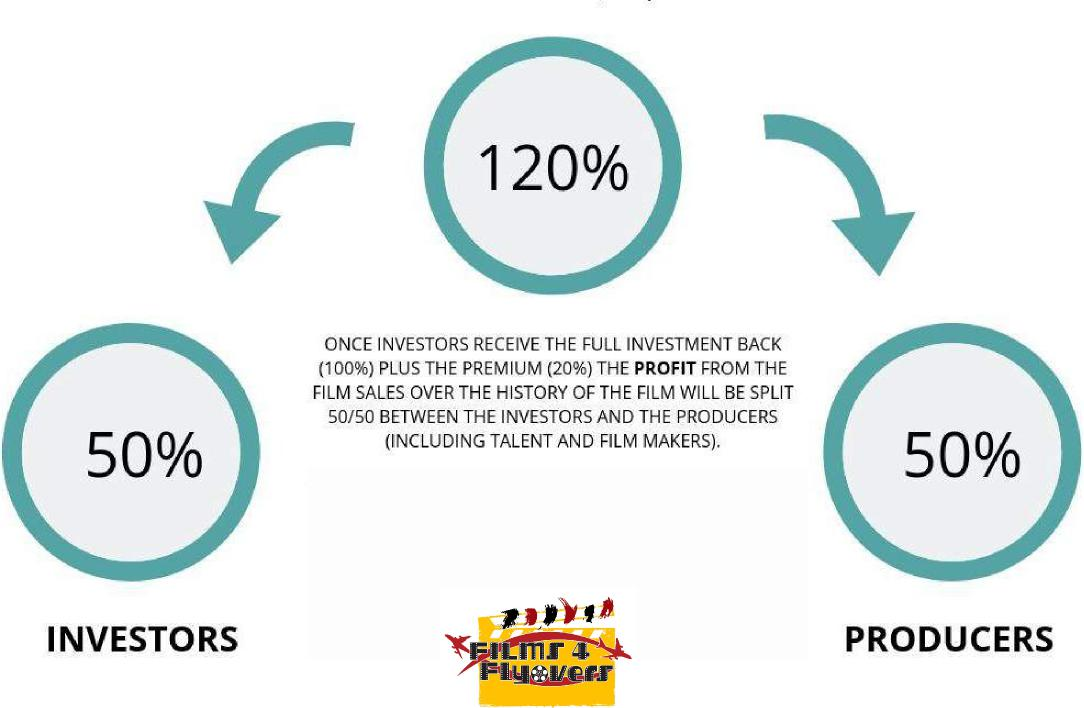 120%
ONCE INVESTORS RECEIVE THE FULL INVESTMENT BACK
(100%) PLUS THE PREMIUM (20%) THE PROFIT FROM THE
FILM SALES OVER THE HISTORY OF THE FILM WILL BE SPLIT
50/50 BETWEEN THE INVESTORS AND THE PRODUCERS
(INCLUDING TALENT AND FILM MAKERS).
50%
50%
INVESTORS
PRODUCERS
FILMS 4
Flyovers